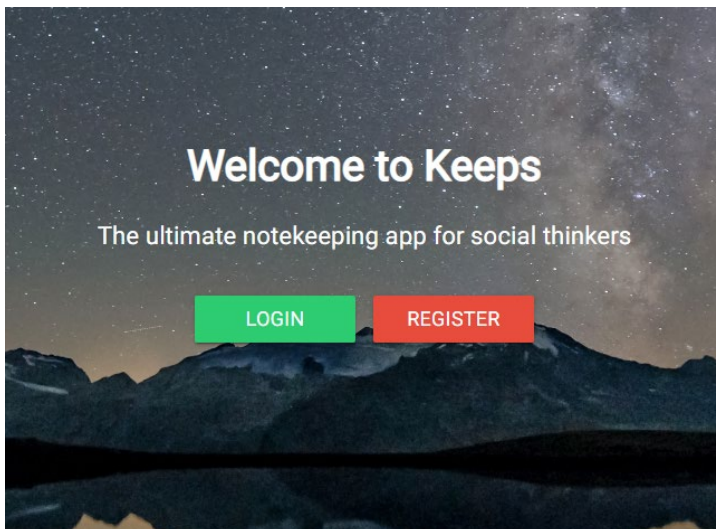 Welcome to Keeps
The ultimate notekeeping app for social thinkers
LOGIN REGISTER